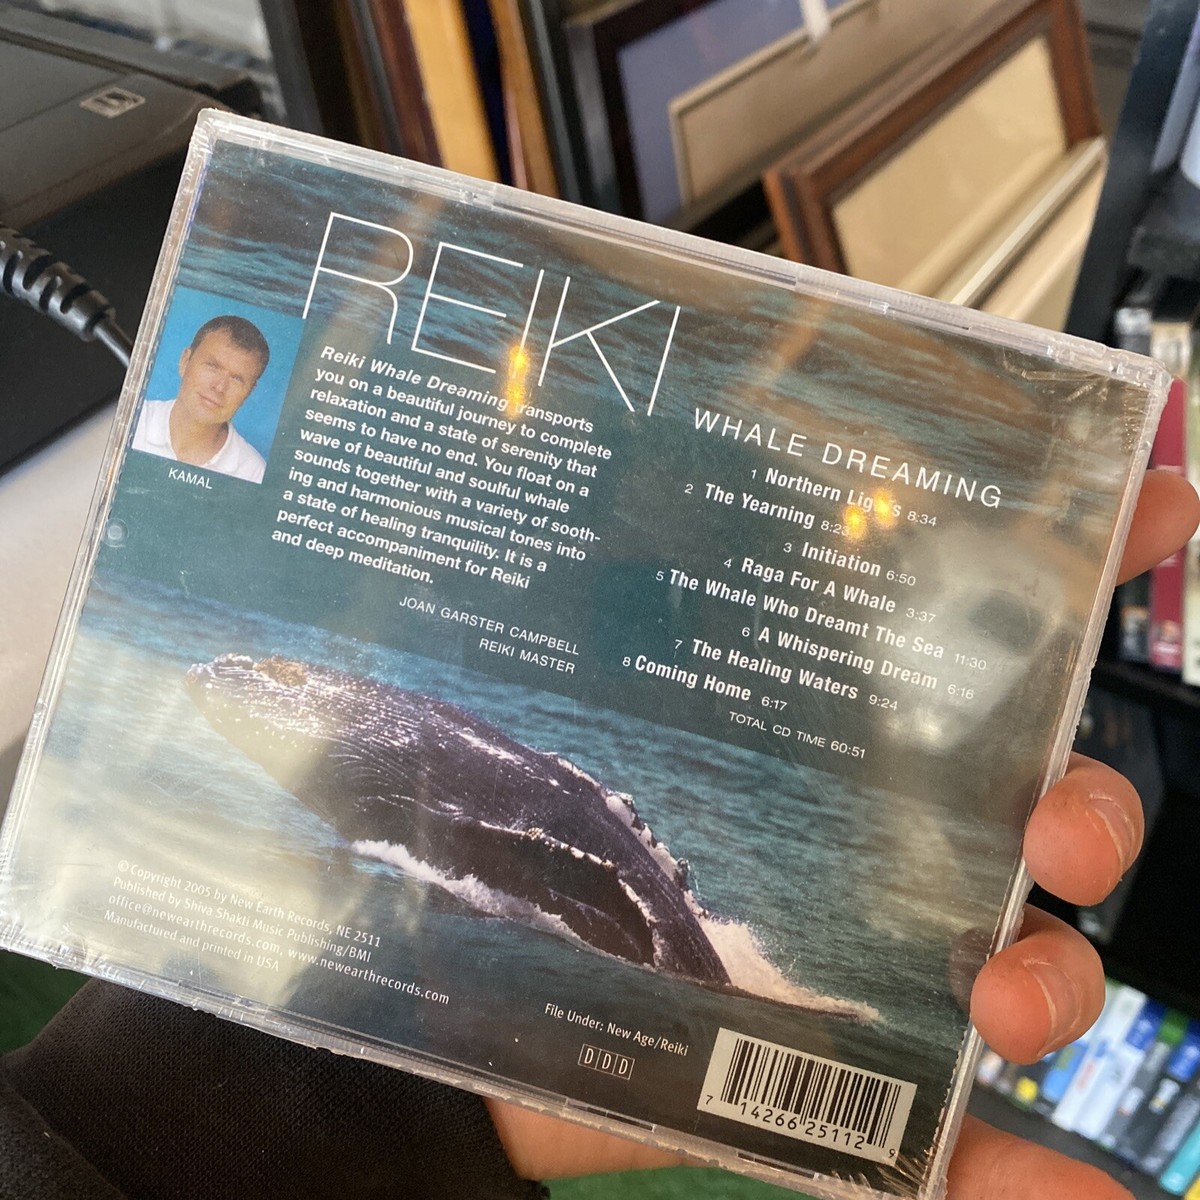 REIKI
WHALE DREAMING
KAMAL
Reiki Whale Dreaming transports
you on a beautiful journey to complete
relaxation and a state of serenity that
seems to have no end. You float on a
wave of beautiful and soulful whale
sounds together with a variety of sooth-
ing and harmonious musical tones into
a state of healing tranquility. It is a
perfect accompaniment for Reiki
and deep meditation.
JOAN GARSTER CAMPBELL
REIKI MASTER
1 Northern Lights 8:34
2 The Yearning
3 Initiation 6:50
4 Raga For A Whale 3:37
5 The Whale Who Dreamt The Sea 11:30
6 A Whispering Dream 6:16
7 The Healing Waters 9:24
8 Coming Home 6:17
TOTAL CD TIME 60:51
© Copyright 2005 by New Earth Records, NE 2511
Published by Shiva Shakti Music Publishing/BMI
office@newearthrecords.com, www.newearthrecords.com
Manufactured and printed in USA
File Under: New Age/Reiki
DDD
7 14266 25112 9